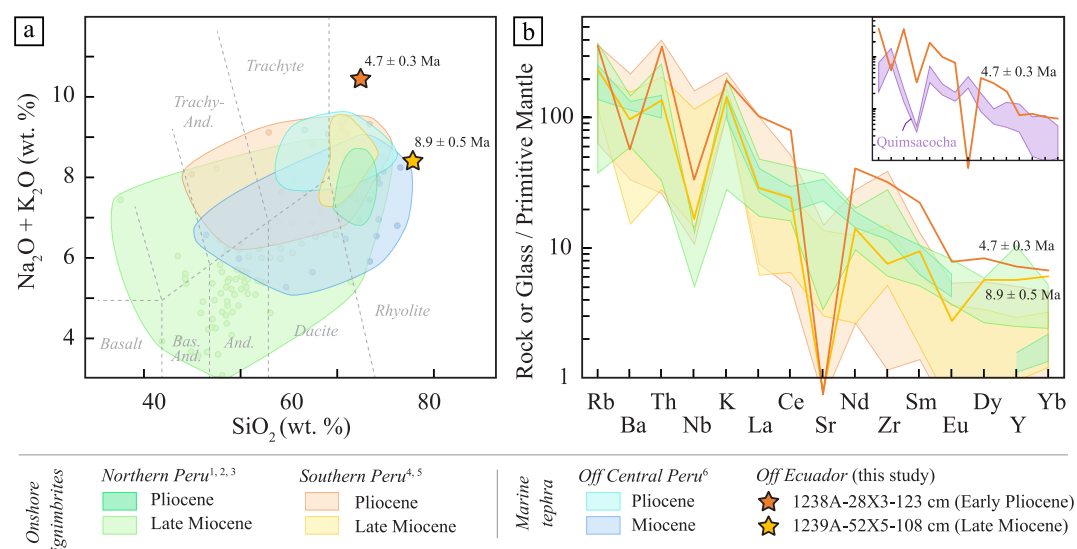 a
Na₂O + K₂O (wt. %)
10
8
6
4
40
60
80
SiO₂ (wt. %)
Trachyte
Trachy-
And.
Basalt
Bas.
And.
And.
Dacite
Rhyolite
4.7 ± 0.3 Ma
8.9 ± 0.5 Ma
b
Rock or Glass / Primitive Mantle
100
10
1
4.7 ± 0.3 Ma
Quimsacocha
4.7 ± 0.3 Ma
8.9 ± 0.5 Ma
Rb Th K Ce Nd Sm Dy Yb
Ba Nb La Sr Zr Eu Y
Onshore
ignimbrites
Northern Peru¹, ², ³
Pliocene
Late Miocene
Southern Peru⁴, ⁵
Pliocene
Late Miocene
Marine
tephra
Off Central Peru⁶
Pliocene
Miocene
Off Ecuador (this study)
1238A-28X3-123 cm (Early Pliocene)
1239A-52X5-108 cm (Late Miocene)